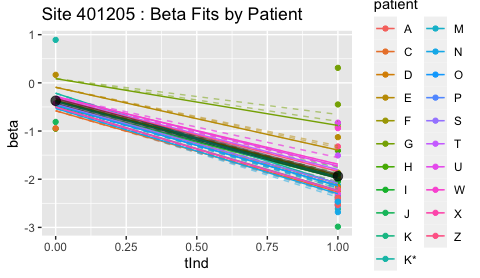 Site 401205 : Beta Fits by Patient
beta
1
0
-1
-2
-3
0.00
0.25
0.50
0.75
1.00
tInd
patient
A
C
D
E
F
G
H
I
J
K
K*
M
N
O
P
S
T
U
W
X
Z